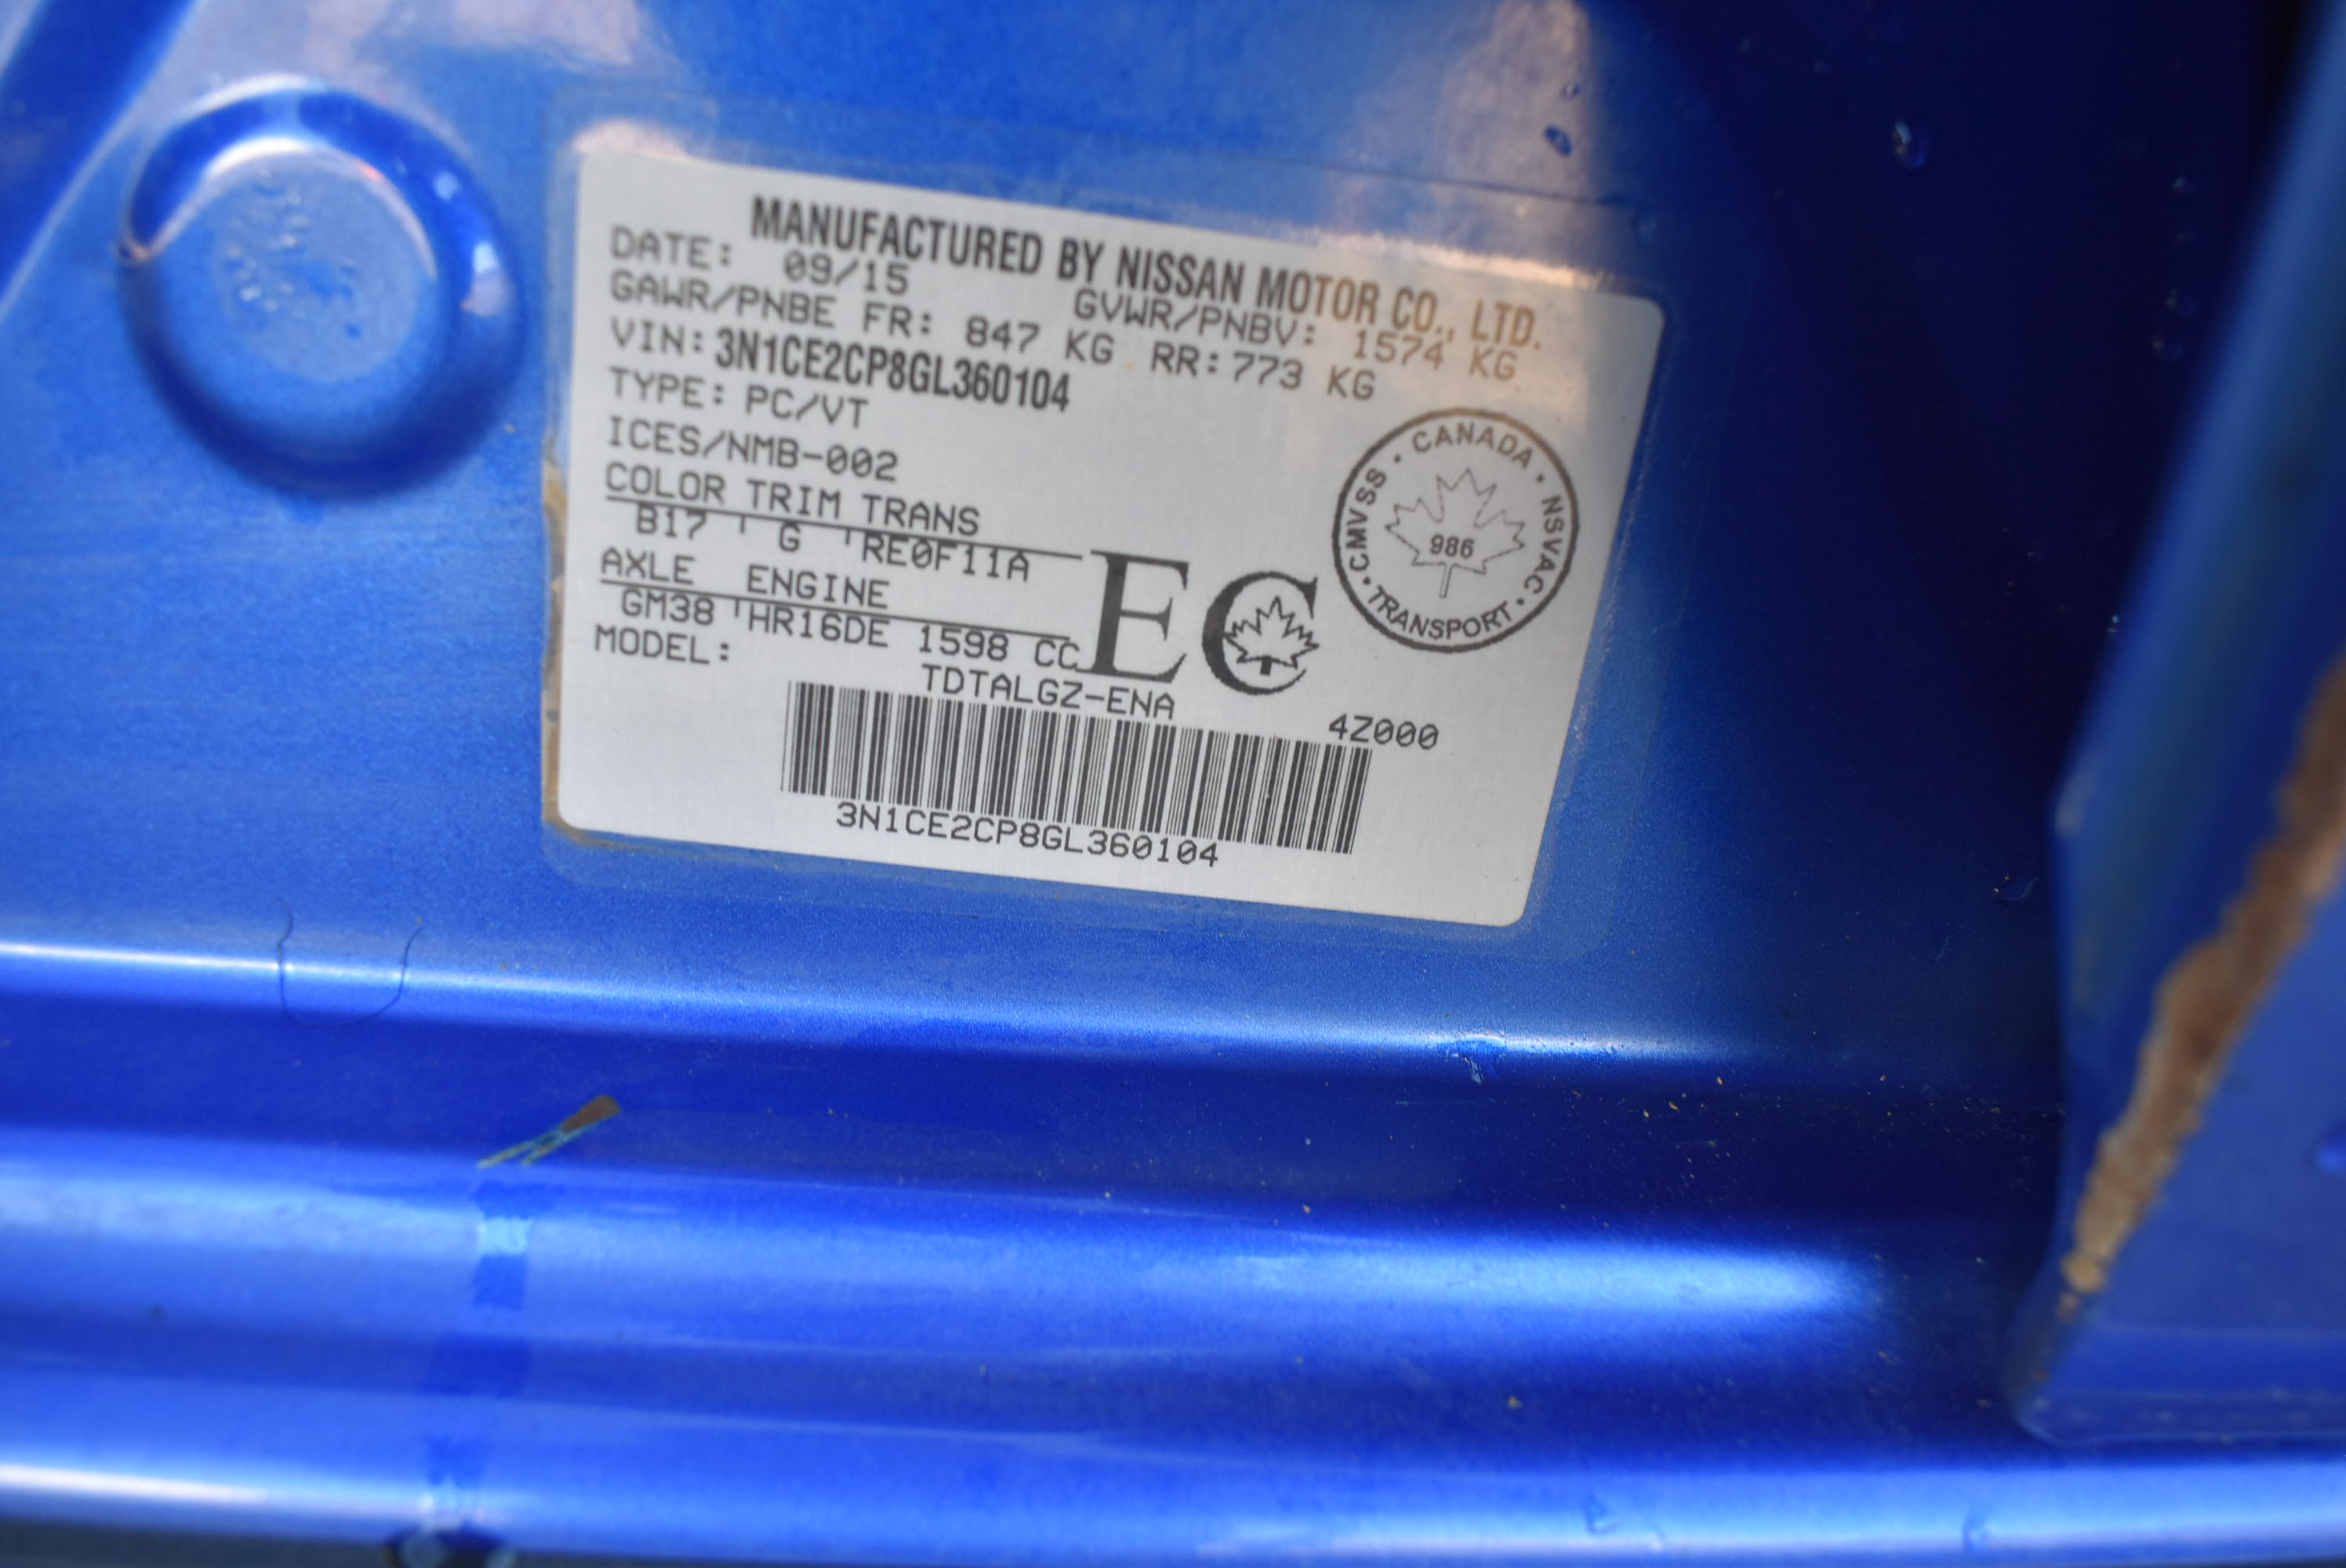 MANUFACTURED BY NISSAN MOTOR CO., LTD.
DATE: 09/15 GVWR/PNBV: 1574 KG
GAWR/PNBE FR: 847 KG RR: 773 KG
VIN: 3N1CE2CP8GL360104
TYPE: PC/VT
ICES/NMB-002
COLOR TRIM TRANS
B17 G RE0F11A
AXLE ENGINE
GM38 HR16DE 1598 CC
EC
CANADA · NSVAC · TRANSPORT · CMVSS ·
986
MODEL: TDTALGZ-ENA 4Z000
3N1CE2CP8GL360104